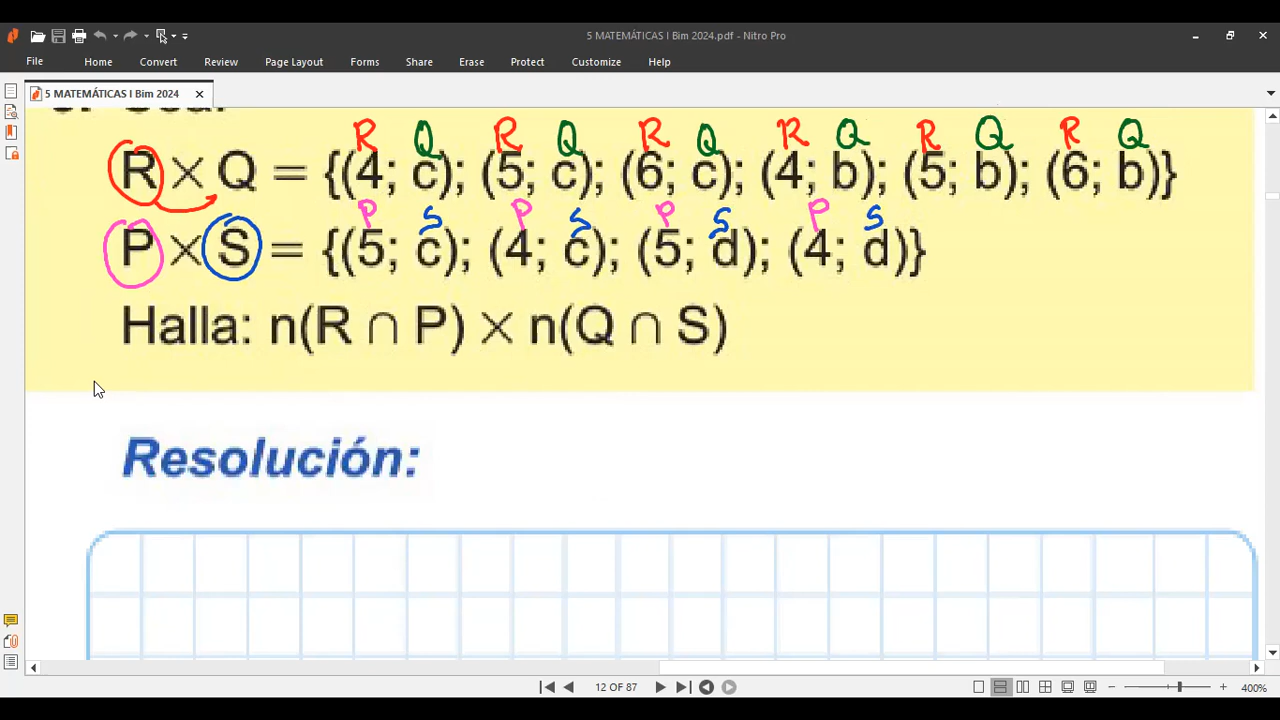 5 MATEMÁTICAS I Bim 2024.pdf - Nitro Pro
File Home Convert Review Page Layout Forms Share Erase Protect Customize Help
5 MATEMÁTICAS I Bim 2024
R Q R Q R Q R Q R Q R Q
R × Q = {(4; c); (5; c); (6; c); (4; b); (5; b); (6; b)}
P S P S P S P S
P × S = {(5; c); (4; c); (5; d); (4; d)}
Halla: n(R ∩ P) × n(Q ∩ S)
Resolución:
12 OF 87
400%